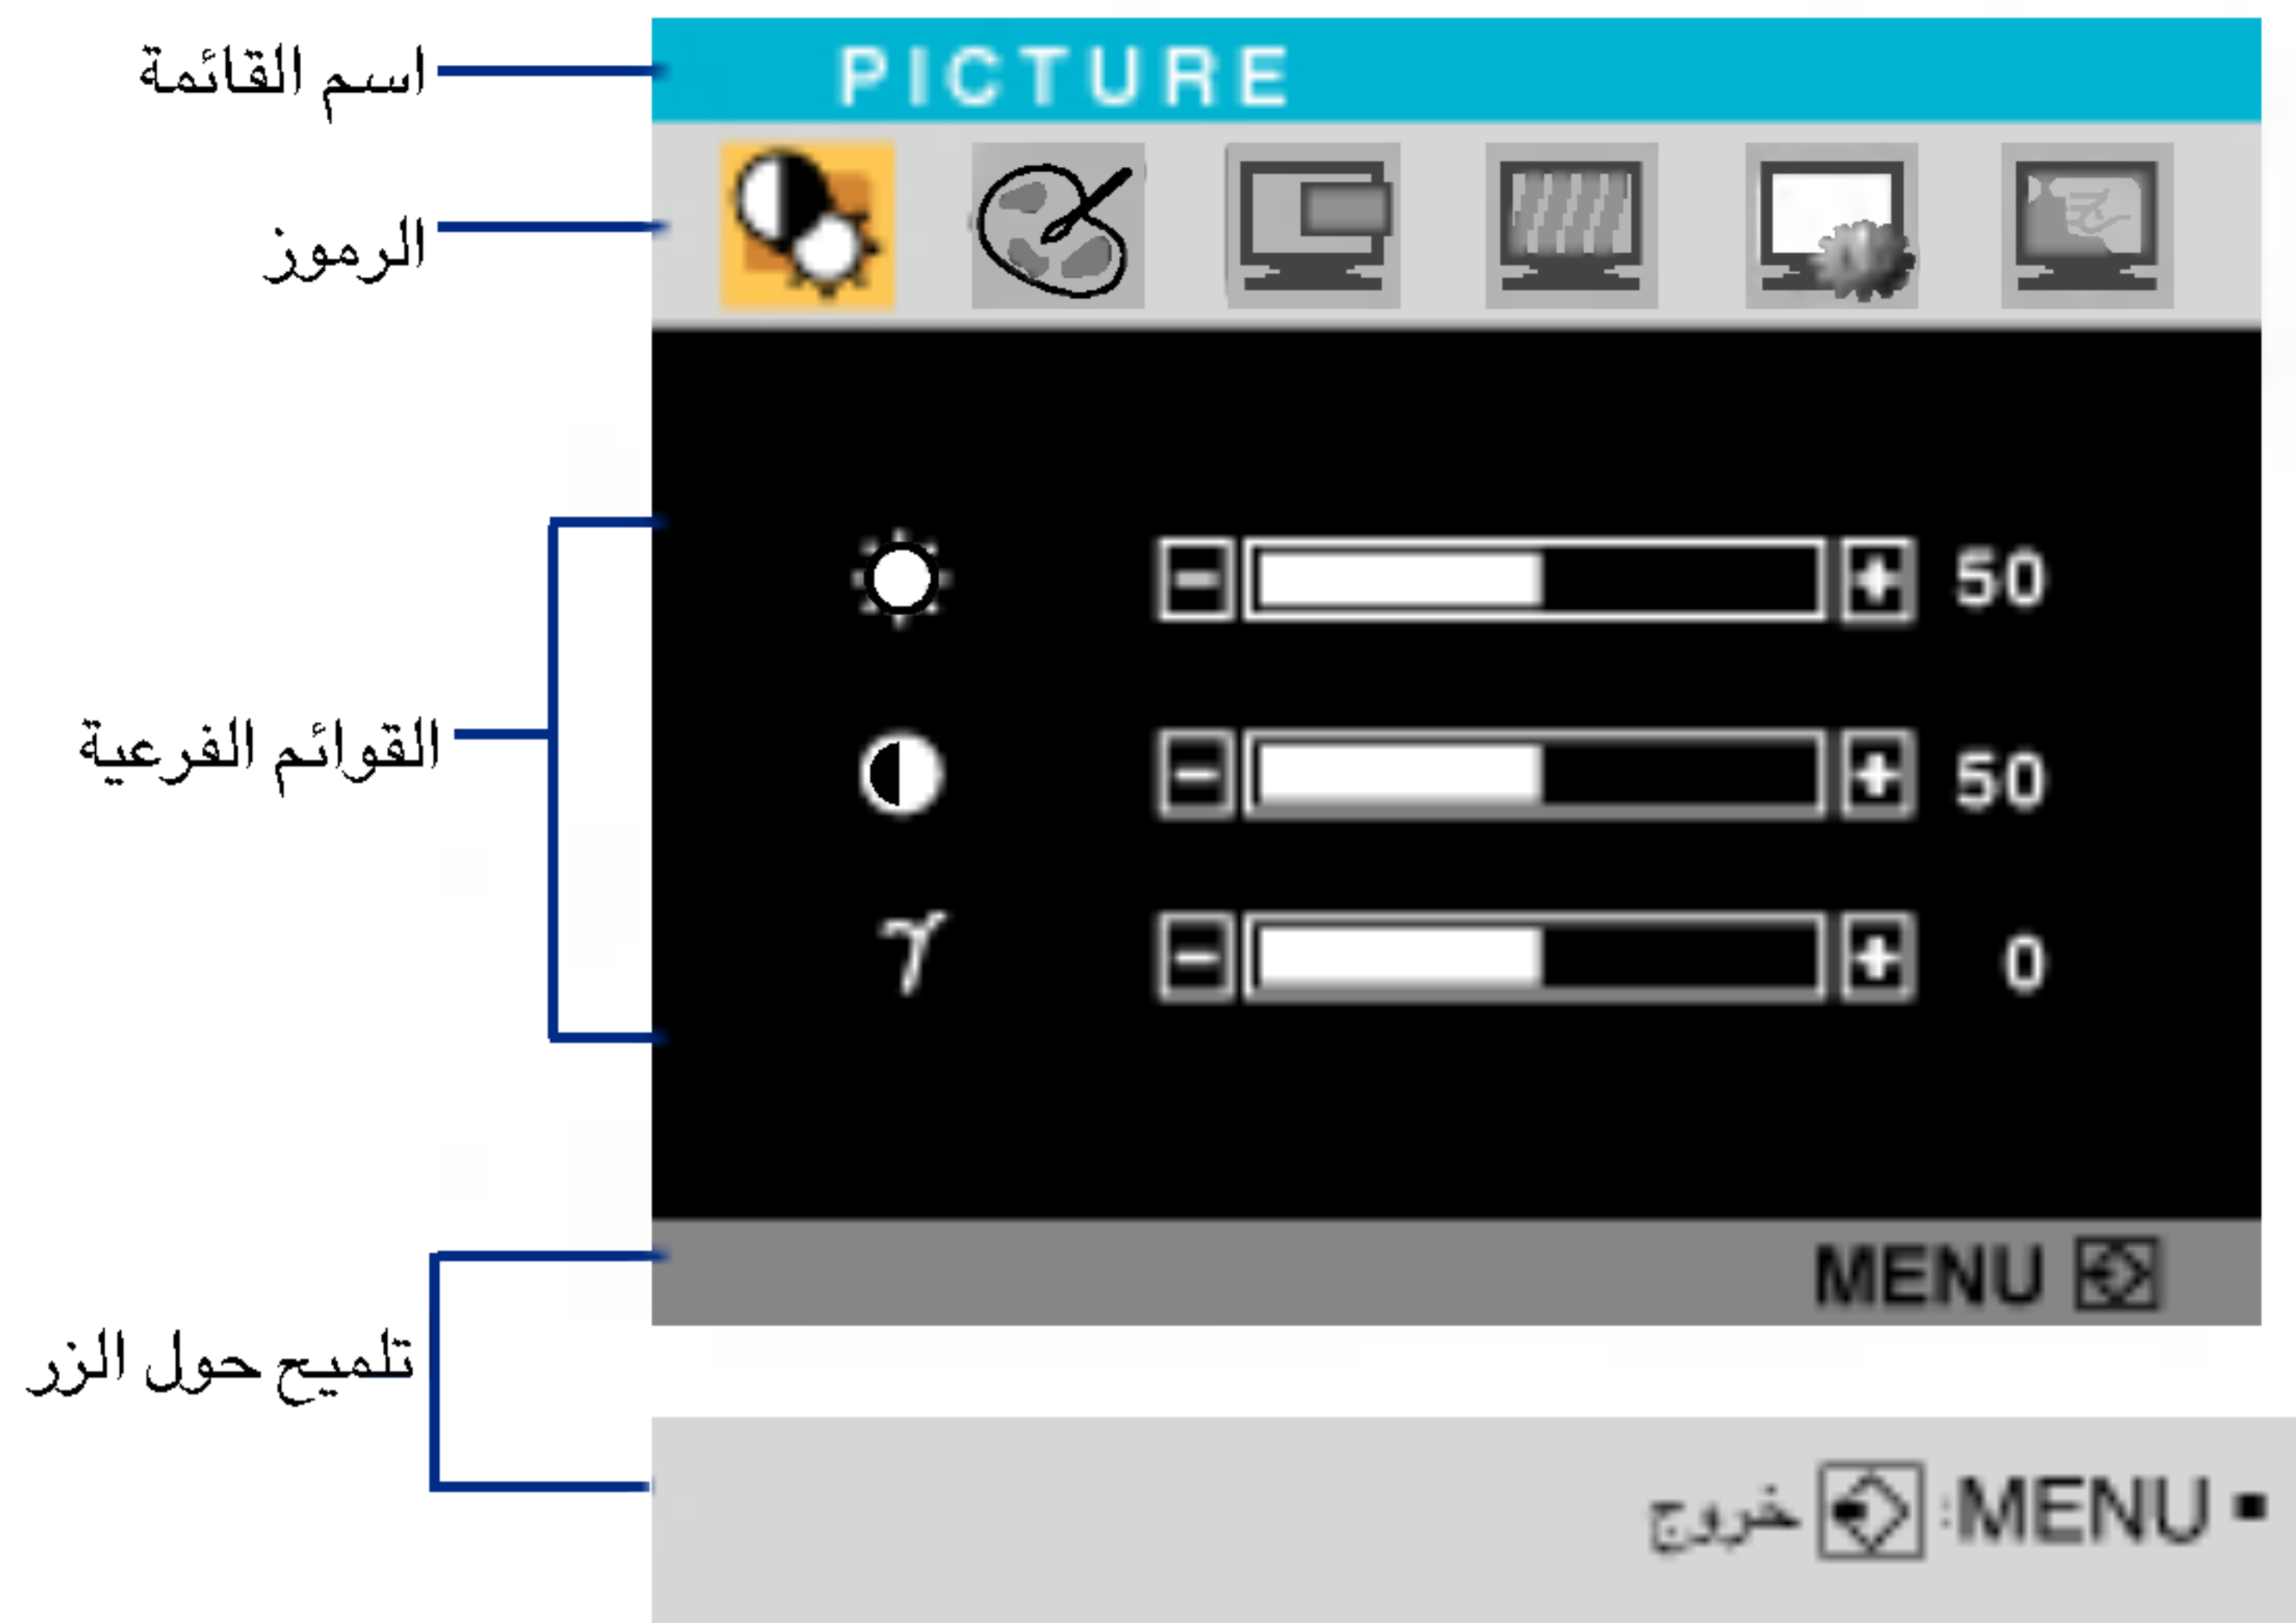 اسم القائمة
PICTURE
الرموز
50
القوائم الفرعية
50
γ
0
MENU
تلميح حول الزر
▪ MENU: خروج